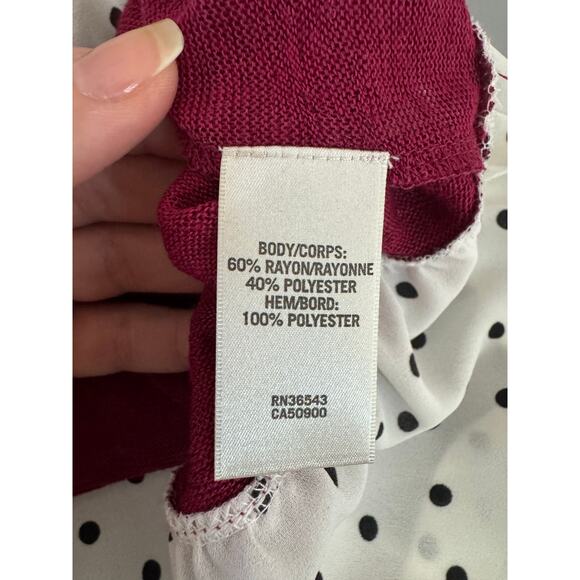 BODY/CORPS:
60% RAYON/RAYONNE
40% POLYESTER
HEM/BORD:
100% POLYESTER
RN36543
CA50900